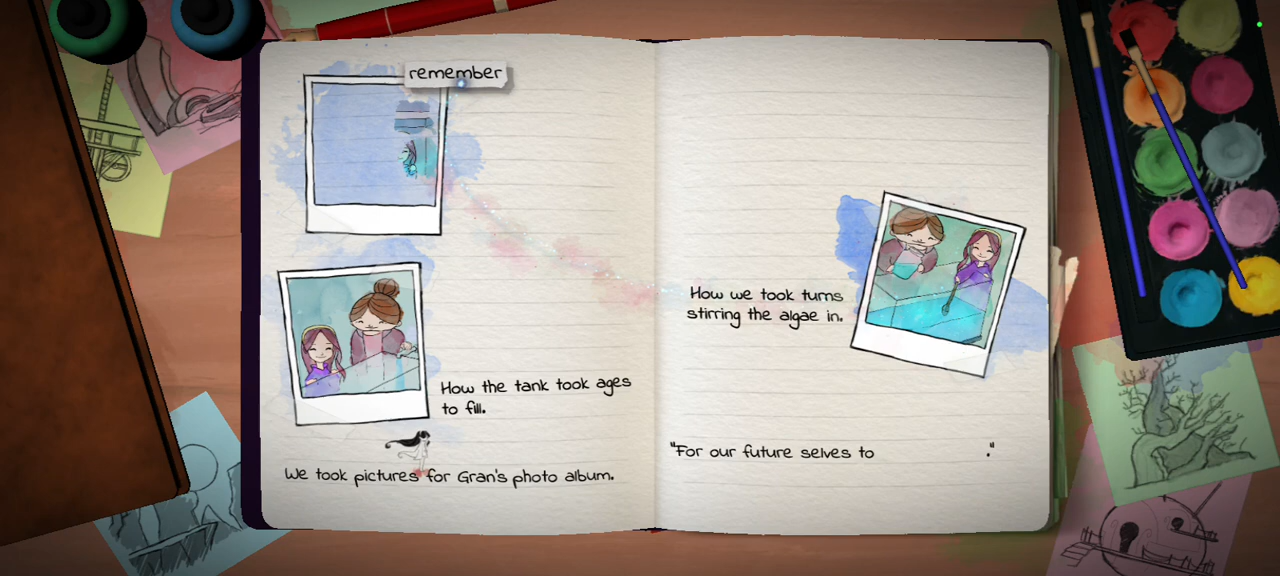 remember
How the tank took ages
to fill.
We took pictures for Gran's photo album.
How we took turns
stirring the algae in.
"For our future selves to ."